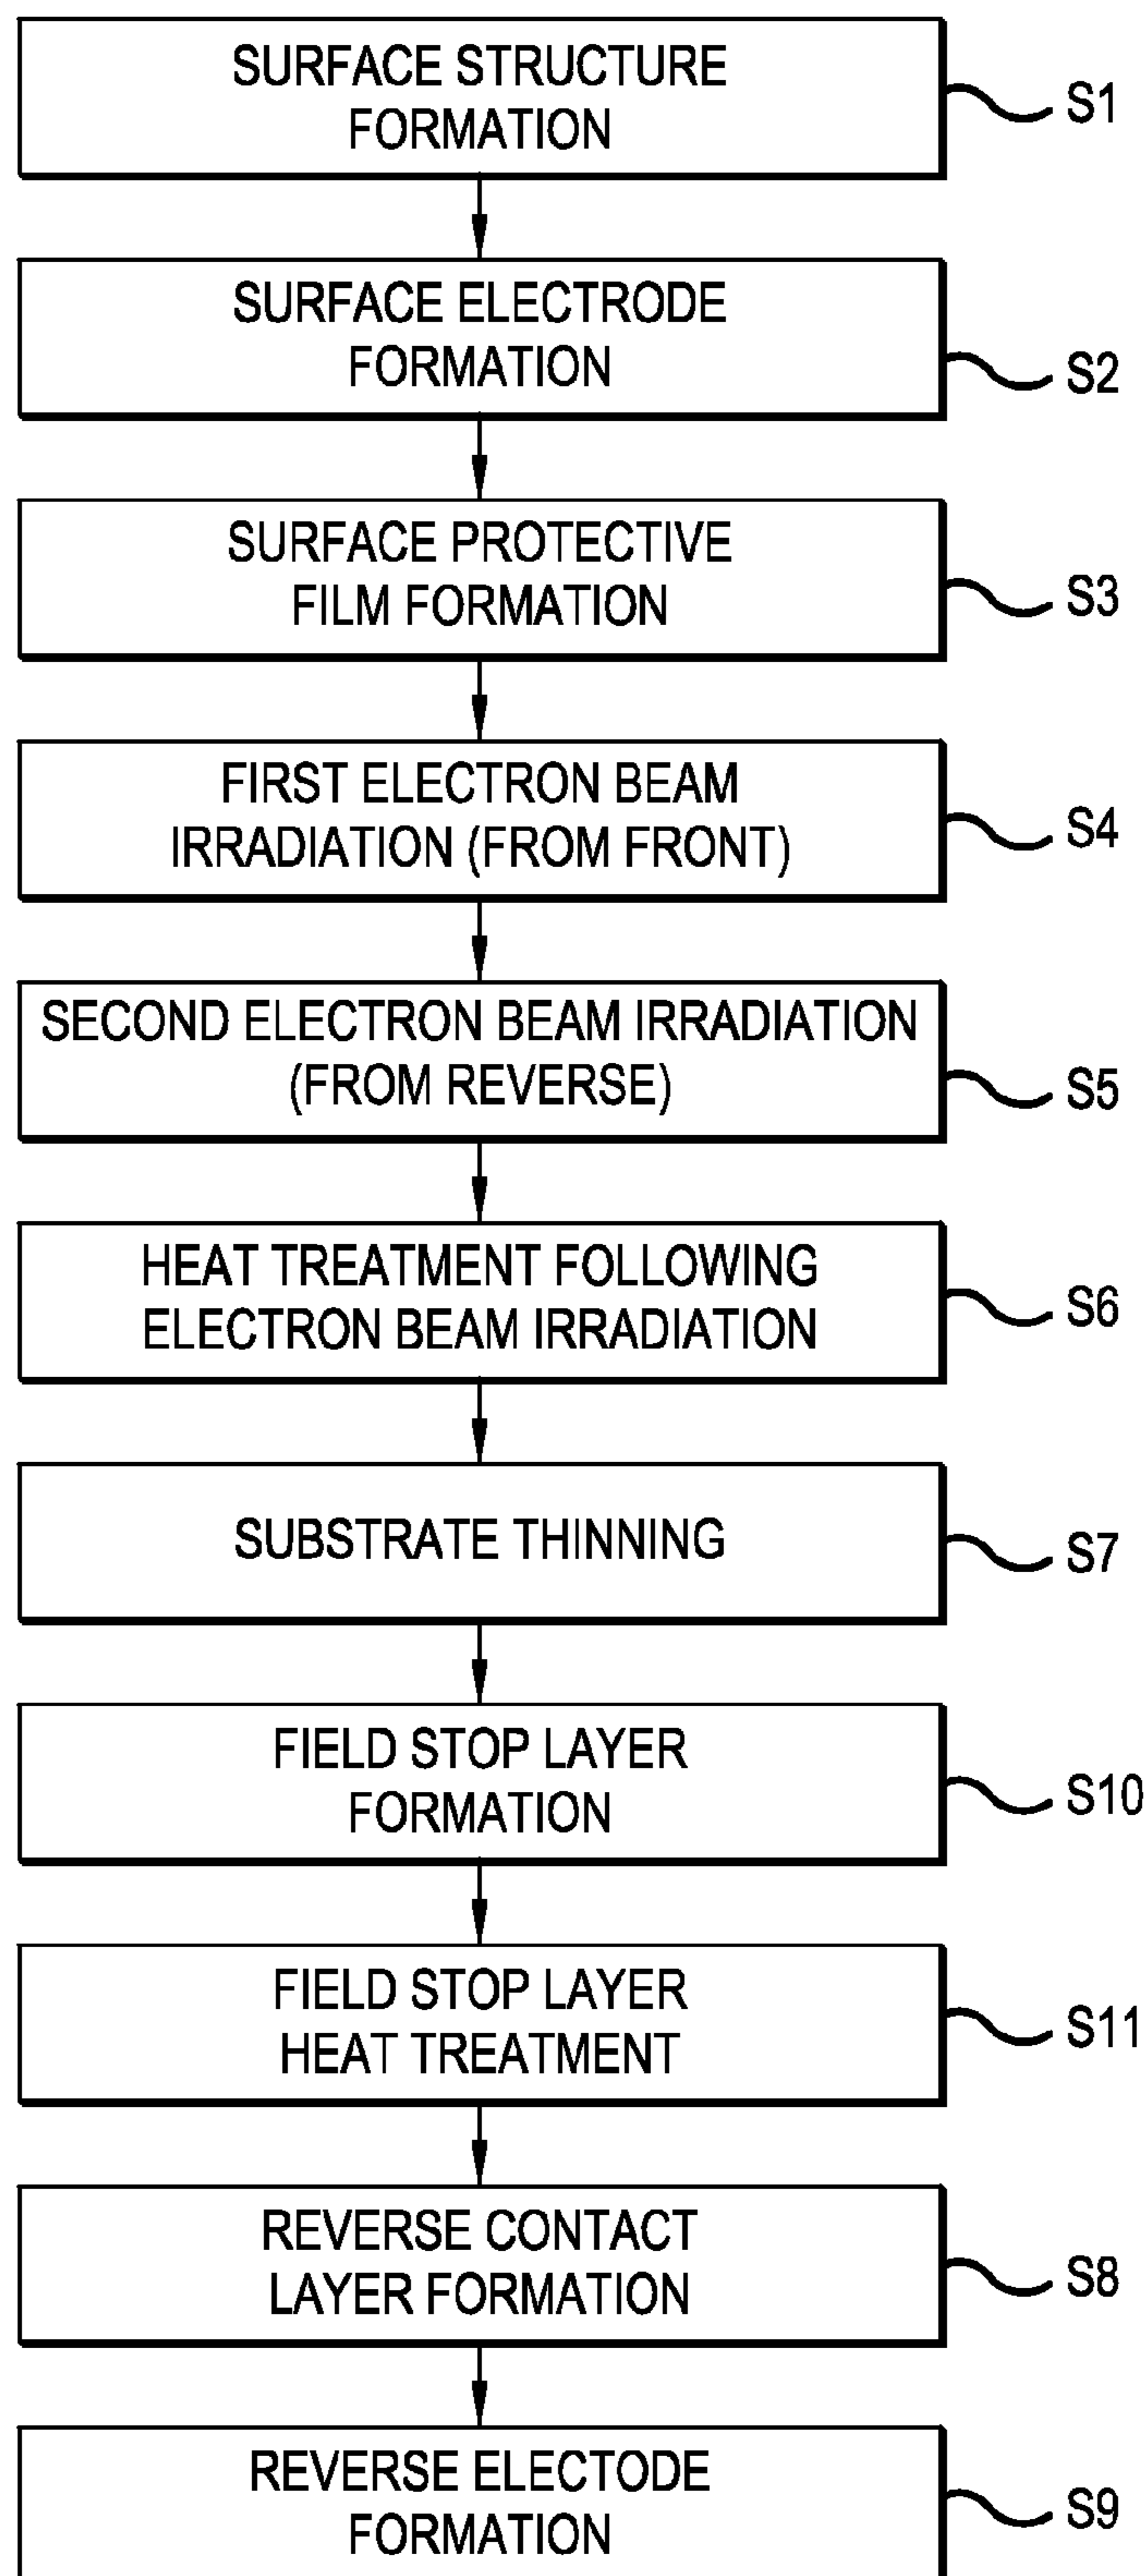 SURFACE STRUCTURE
FORMATION
S1
SURFACE ELECTRODE
FORMATION
S2
SURFACE PROTECTIVE
FILM FORMATION
S3
FIRST ELECTRON BEAM
IRRADIATION (FROM FRONT)
S4
SECOND ELECTRON BEAM IRRADIATION
(FROM REVERSE)
S5
HEAT TREATMENT FOLLOWING
ELECTRON BEAM IRRADIATION
S6
SUBSTRATE THINNING
S7
FIELD STOP LAYER
FORMATION
S10
FIELD STOP LAYER
HEAT TREATMENT
S11
REVERSE CONTACT
LAYER FORMATION
S8
REVERSE ELECTODE
FORMATION
S9